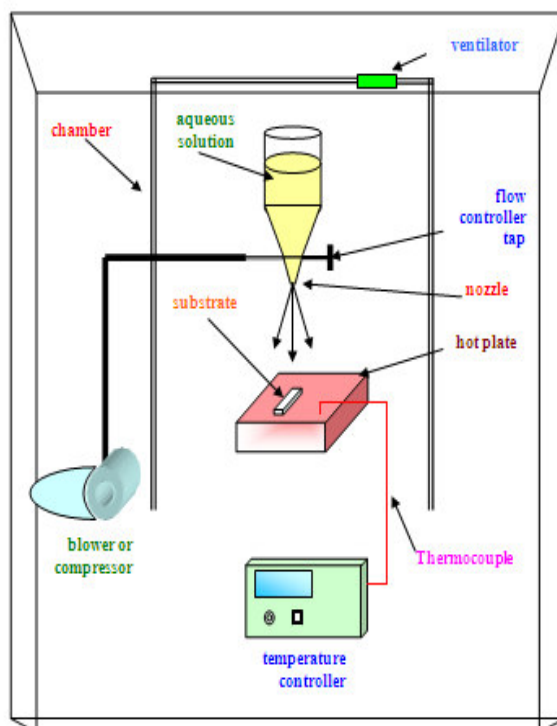 ventilator
aqueous
solution
chamber
flow
controller
tap
substrate
nozzle
hot plate
blower or
compressor
Thermocouple
temperature
controller